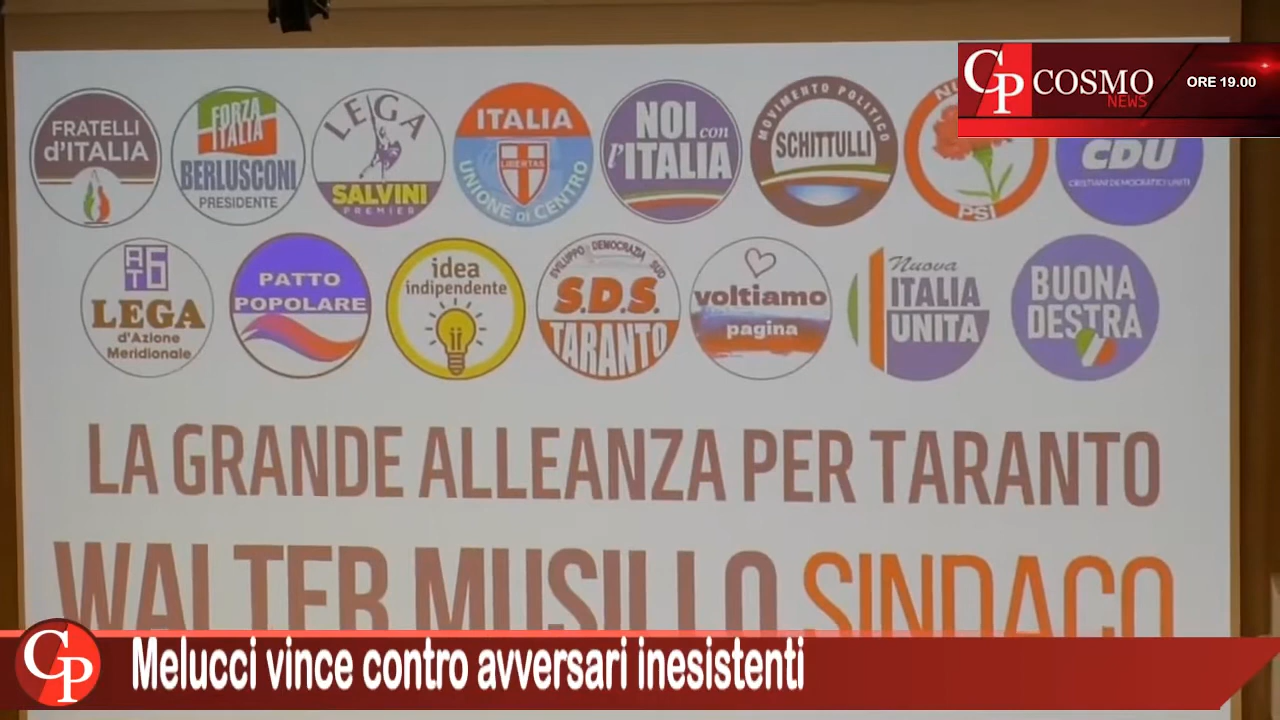 FRATELLI
d'ITALIA
FORZA
ITALIA
BERLUSCONI
PRESIDENTE
LEGA
SALVINI
PREMIER
ITALIA
LIBERTAS
UNIONE DI CENTRO
NOI con
l'ITALIA
MOVIMENTO POLITICO
SCHITTULLI
PSI
CDU
CRISTIANI DEMOCRATICI UNITI
CP COSMO
NEWS
ORE 19.00
AT6
LEGA
d'Azione
Meridionale
PATTO
POPOLARE
idea
indipendente
ii
SVILUPPO DEMOCRAZIA SUD
S.D.S.
TARANTO
voltiamo
pagina
Nuova
ITALIA
UNITA
BUONA
DESTRA
LA GRANDE ALLEANZA PER TARANTO
WALTER MUSILLO SINDACO
CP
Melucci vince contro avversari inesistenti